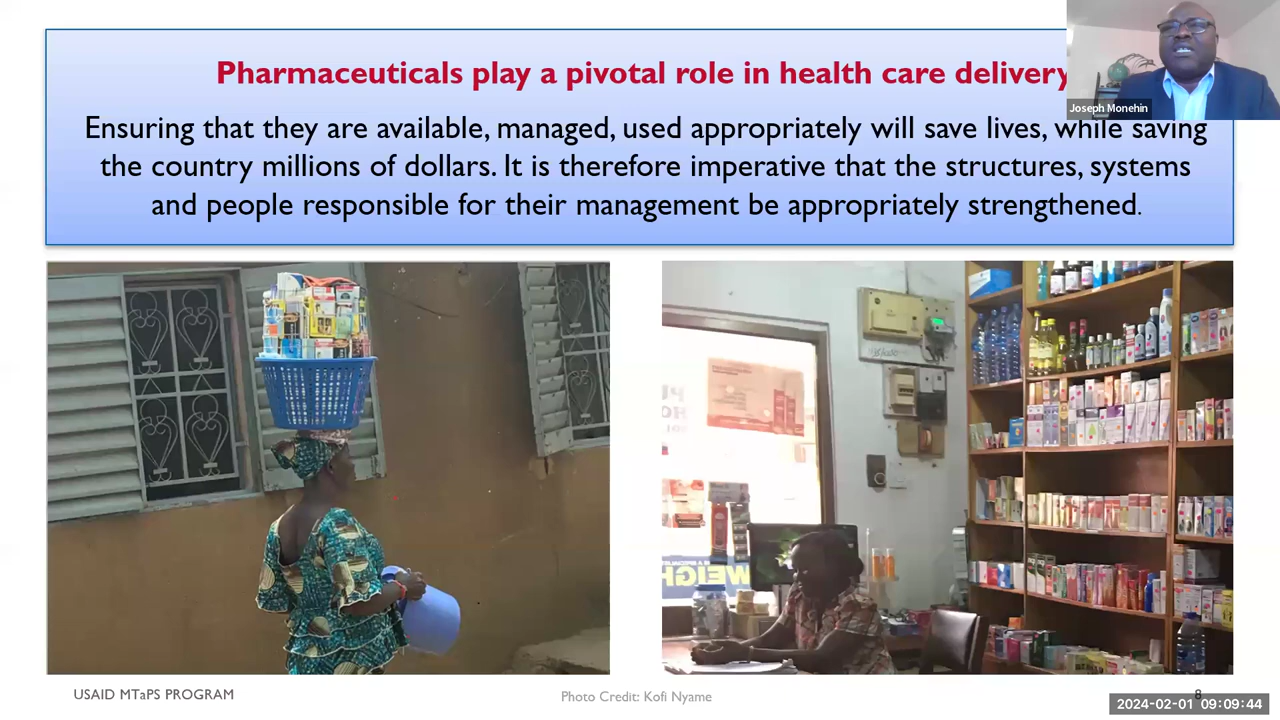 Pharmaceuticals play a pivotal role in health care delivery
Joseph Monehin
Ensuring that they are available, managed, used appropriately will save lives, while saving
the country millions of dollars. It is therefore imperative that the structures, systems
and people responsible for their management be appropriately strengthened.
WEIGH
USAID MTaPS PROGRAM
Photo Credit: Kofi Nyame
8
2024-02-01 09:09:44